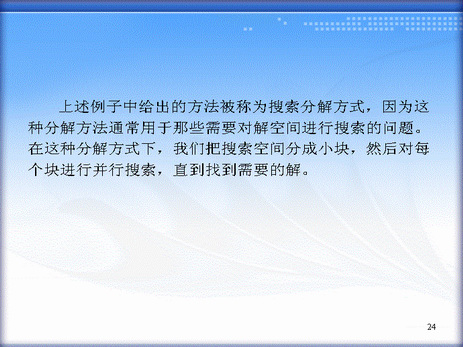 上述例子中给出的方法被称为搜索分解方式，因为这
种分解方法通常用于那些需要对解空间进行搜索的问题。
在这种分解方式下，我们把搜索空间分成小块，然后对每
个块进行并行搜索，直到找到需要的解。
24